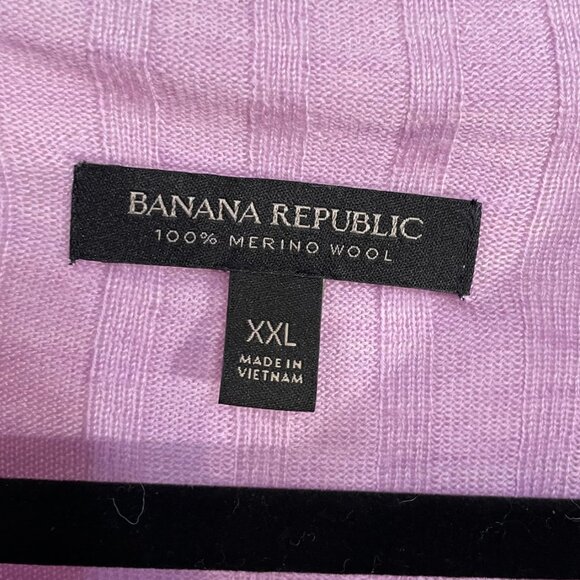 BANANA REPUBLIC
100% MERINO WOOL
XXL
MADE IN
VIETNAM